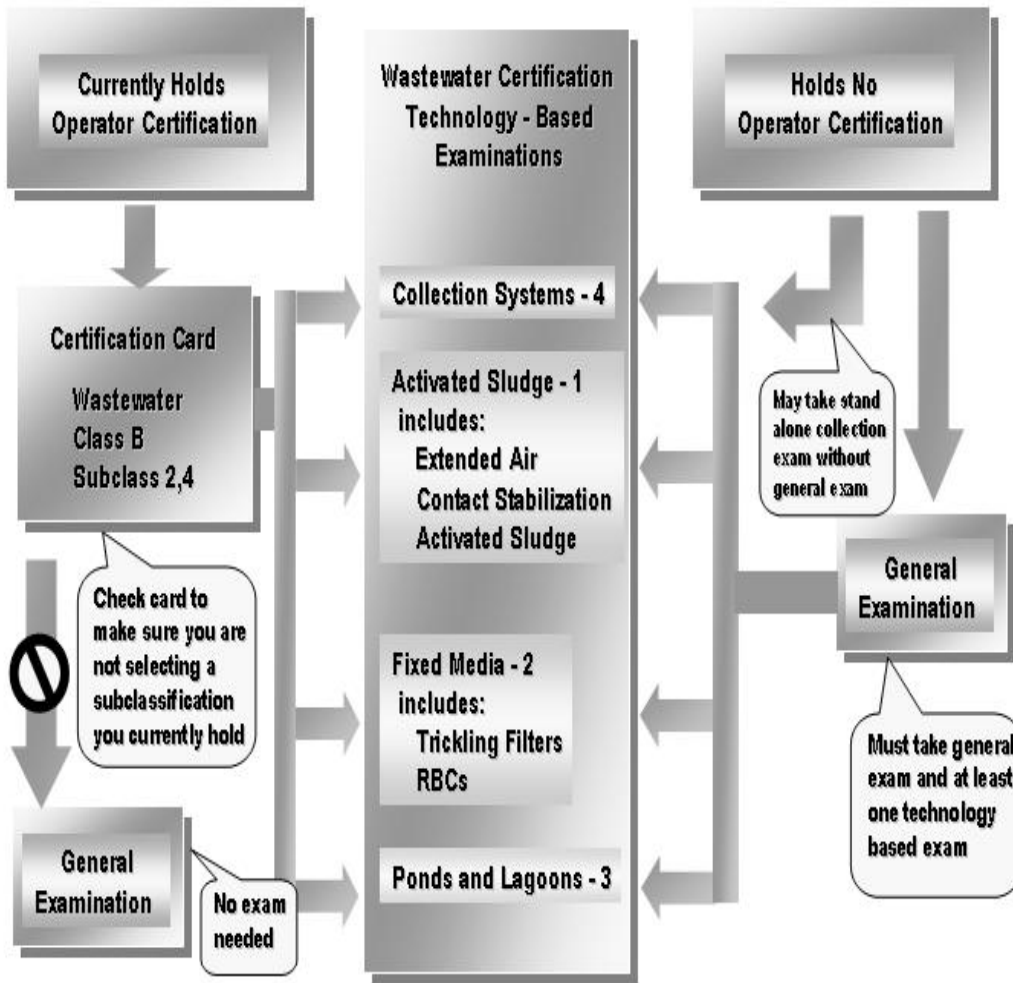 Currently Holds
Operator Certification
Certification Card
Wastewater
Class B
Subclass 2,4
Check card to
make sure you are
not selecting a
subclassification
you currently hold
General
Examination
No exam
needed
Wastewater Certification
Technology - Based
Examinations
Collection Systems - 4
Activated Sludge - 1
includes:
Extended Air
Contact Stabilization
Activated Sludge
Fixed Media - 2
includes:
Trickling Filters
RBCs
Ponds and Lagoons - 3
Holds No
Operator Certification
May take stand
alone collection
exam without
general exam
General
Examination
Must take general
exam and at least
one technology
based exam